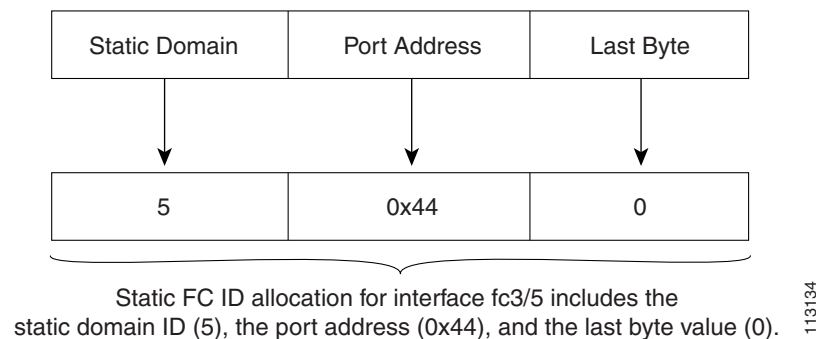 Static Domain Port Address Last Byte
5 0x44 0
Static FC ID allocation for interface fc3/5 includes the
static domain ID (5), the port address (0x44), and the last byte value (0).
113134